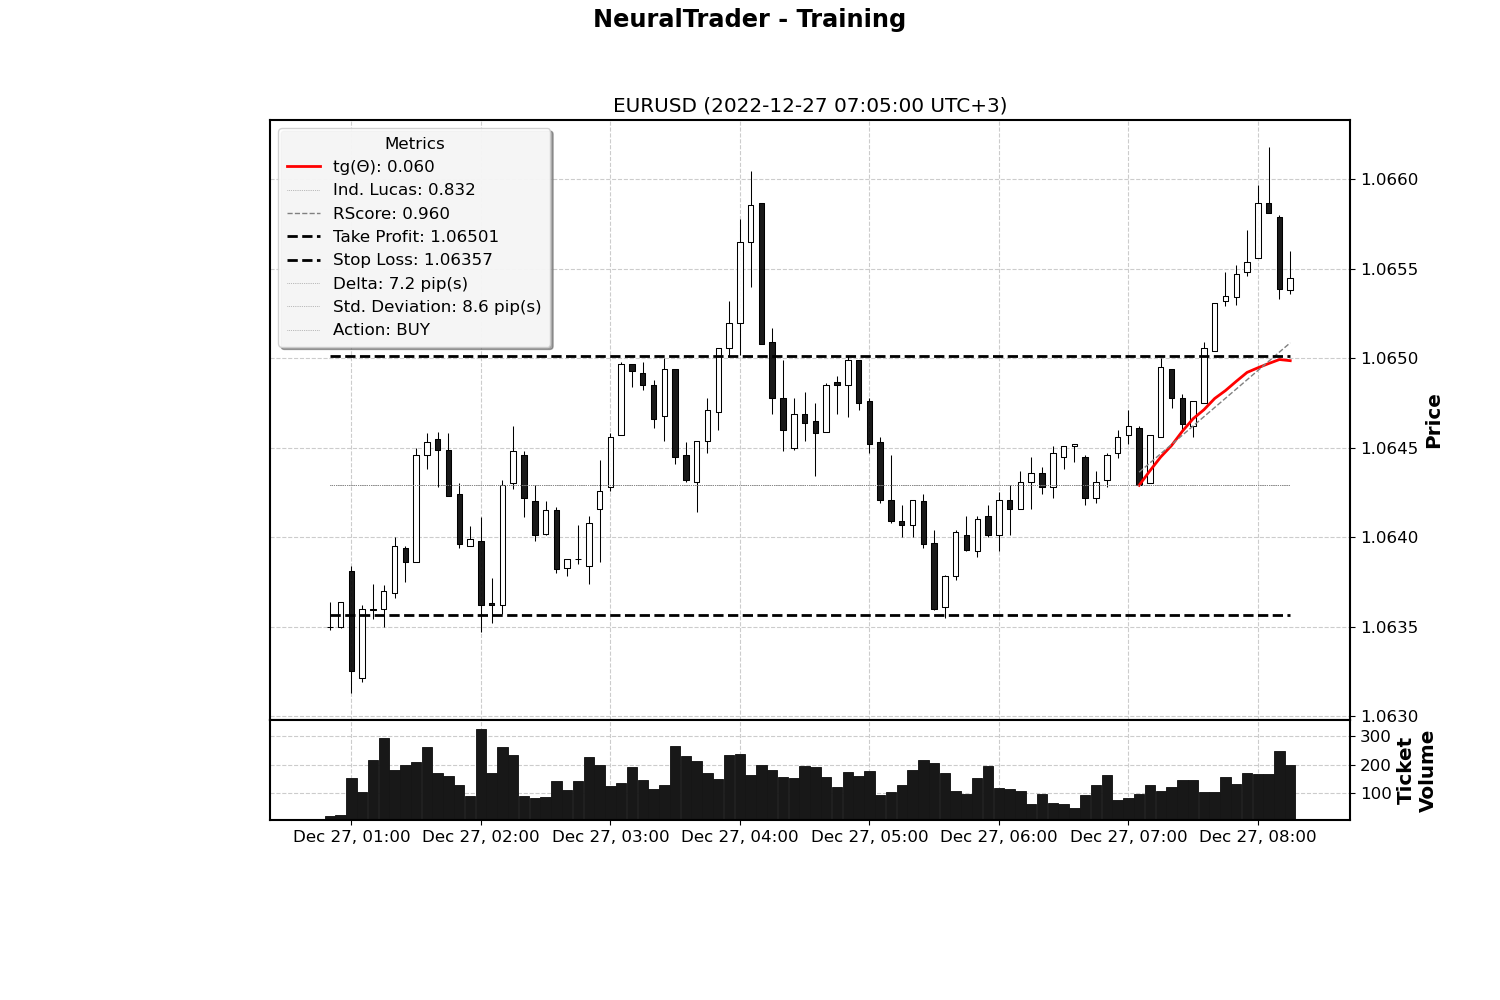 NeuralTrader - Training
EURUSD (2022-12-27 07:05:00 UTC+3)
Metrics
tg(Θ): 0.060
Ind. Lucas: 0.832
RScore: 0.960
Take Profit: 1.06501
Stop Loss: 1.06357
Delta: 7.2 pip(s)
Std. Deviation: 8.6 pip(s)
Action: BUY
1.0660
1.0655
1.0650
1.0645
1.0640
1.0635
1.0630
Price
300
200
100
Ticket
Volume
Dec 27, 01:00 Dec 27, 02:00 Dec 27, 03:00 Dec 27, 04:00 Dec 27, 05:00 Dec 27, 06:00 Dec 27, 07:00 Dec 27, 08:00